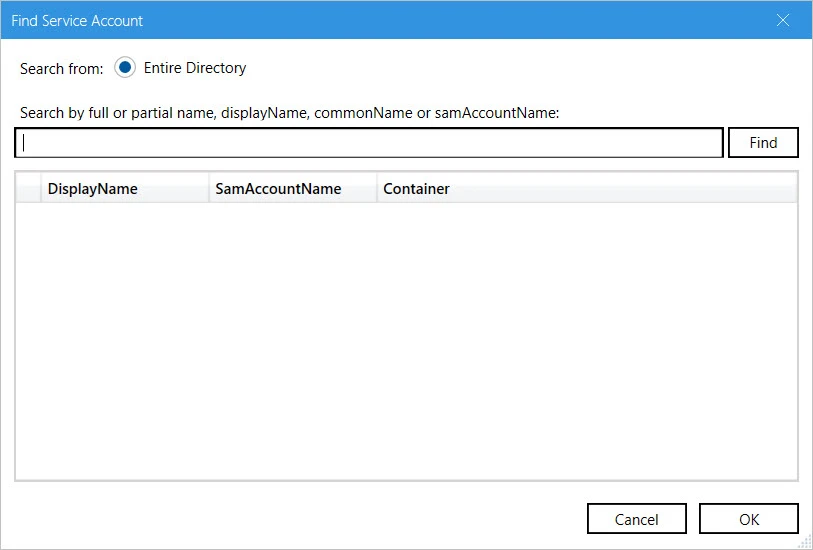 Find Service Account
Search from: Entire Directory
Search by full or partial name, displayName, commonName or samAccountName:
Find
DisplayName SamAccountName Container
Cancel OK